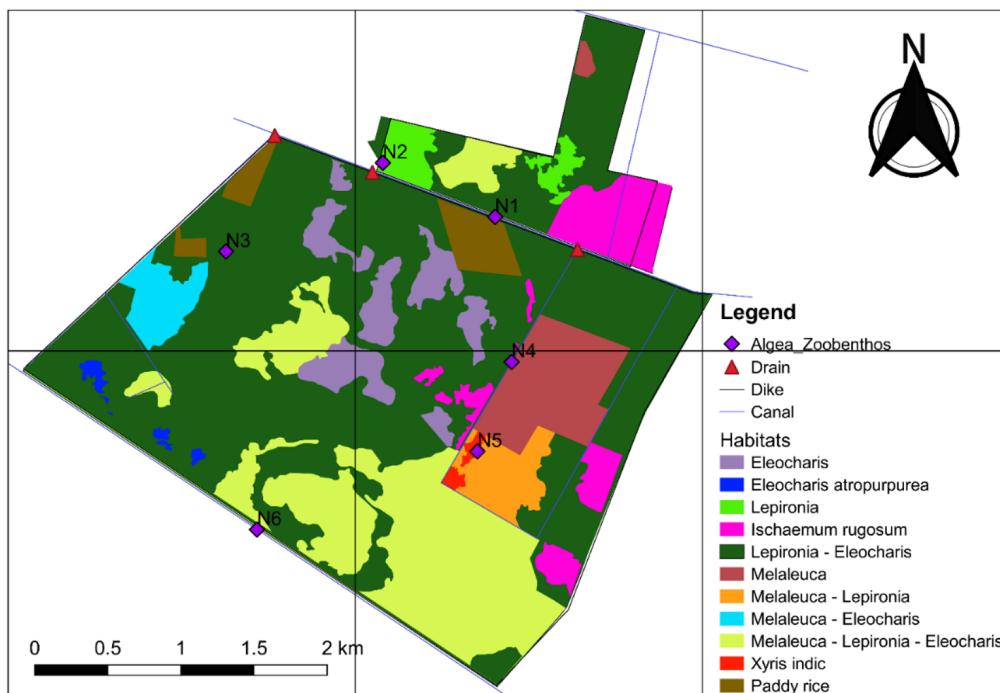 N
N2
N1
N3
N4
N5
N6
Legend
Algea_Zoobenthos
Drain
Dike
Canal
Habitats
Eleocharis
Eleocharis atropurpurea
Lepironia
Ischaemum rugosum
Lepironia - Eleocharis
Melaleuca
Melaleuca - Lepironia
Melaleuca - Eleocharis
Melaleuca - Lepironia - Eleocharis
Xyris indic
Paddy rice
0 0.5 1 1.5 2 km